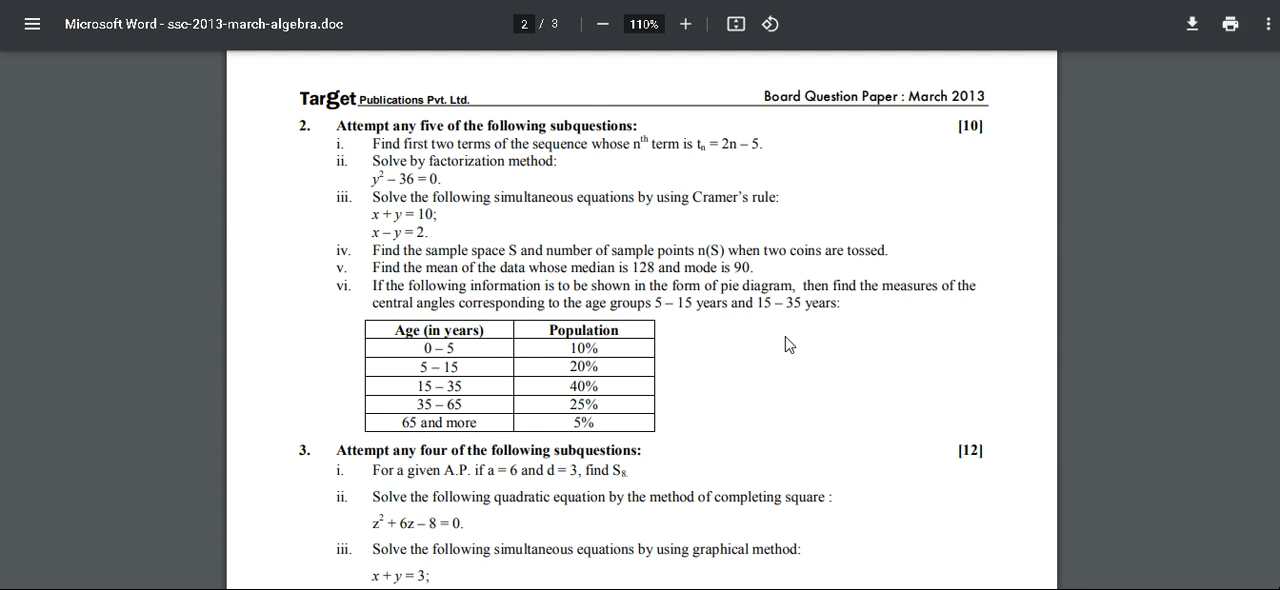 Microsoft Word - ssc-2013-march-algebra.doc 2 / 3 110%
Target Publications Pvt. Ltd. Board Question Paper : March 2013
2. Attempt any five of the following subquestions: [10]
i. Find first two terms of the sequence whose nth term is tn = 2n – 5.
ii. Solve by factorization method:
y² – 36 = 0.
iii. Solve the following simultaneous equations by using Cramer's rule:
x + y = 10;
x – y = 2.
iv. Find the sample space S and number of sample points n(S) when two coins are tossed.
v. Find the mean of the data whose median is 128 and mode is 90.
vi. If the following information is to be shown in the form of pie diagram, then find the measures of the
central angles corresponding to the age groups 5 – 15 years and 15 – 35 years:
Age (in years) Population
0 – 5 10%
5 – 15 20%
15 – 35 40%
35 – 65 25%
65 and more 5%
3. Attempt any four of the following subquestions: [12]
i. For a given A.P. if a = 6 and d = 3, find S8.
ii. Solve the following quadratic equation by the method of completing square :
z² + 6z – 8 = 0.
iii. Solve the following simultaneous equations by using graphical method:
x + y = 3;